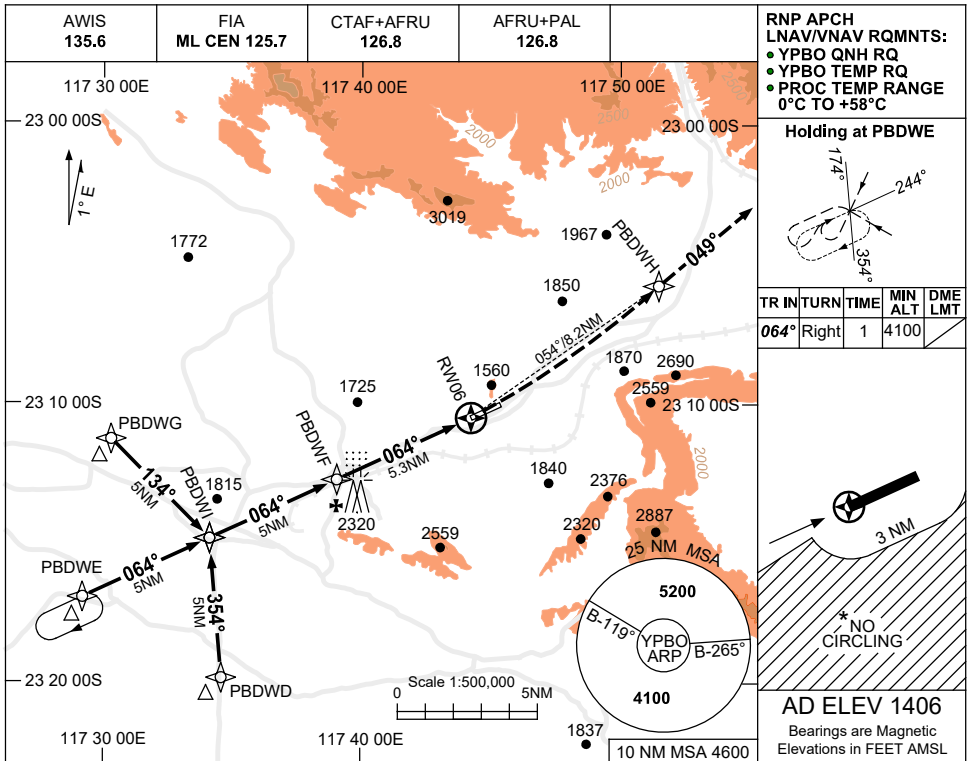 AWIS
135.6
FIA
ML CEN 125.7
CTAF+AFRU
126.8
AFRU+PAL
126.8
RNP APCH
LNAV/VNAV RQMNTS:
YPBO QNH RQ
YPBO TEMP RQ
PROC TEMP RANGE
0°C TO +58°C
117 30 00E
117 40 00E
117 50 00E
23 00 00S
23 00 00S
2500
2000
2000
1° E
3019
1772
1967
PBDWH
049°
1850
054°/8.2NM
RW06
1560
1870
2690
2559
1725
23 10 00S
23 10 00S
PBDWG
PBDWF
064°
5.3NM
2000
134°
5NM
PBDWI
1815
064°
5NM
1840
2376
2320
2559
2320
2887
PBDWE
064°
5NM
354°
5NM
25 NM MSA
5200
B-119°
YPBO
ARP
B-265°
4100
23 20 00S
PBDWD
Scale 1:500,000
0
5NM
1837
117 30 00E
117 40 00E
10 NM MSA 4600
Holding at PBDWE
174°
244°
354°
TR IN
TURN
TIME
MIN
ALT
DME
LMT
064°
Right
1
4100
3 NM
*NO
CIRCLING
AD ELEV 1406
Bearings are Magnetic
Elevations in FEET AMSL